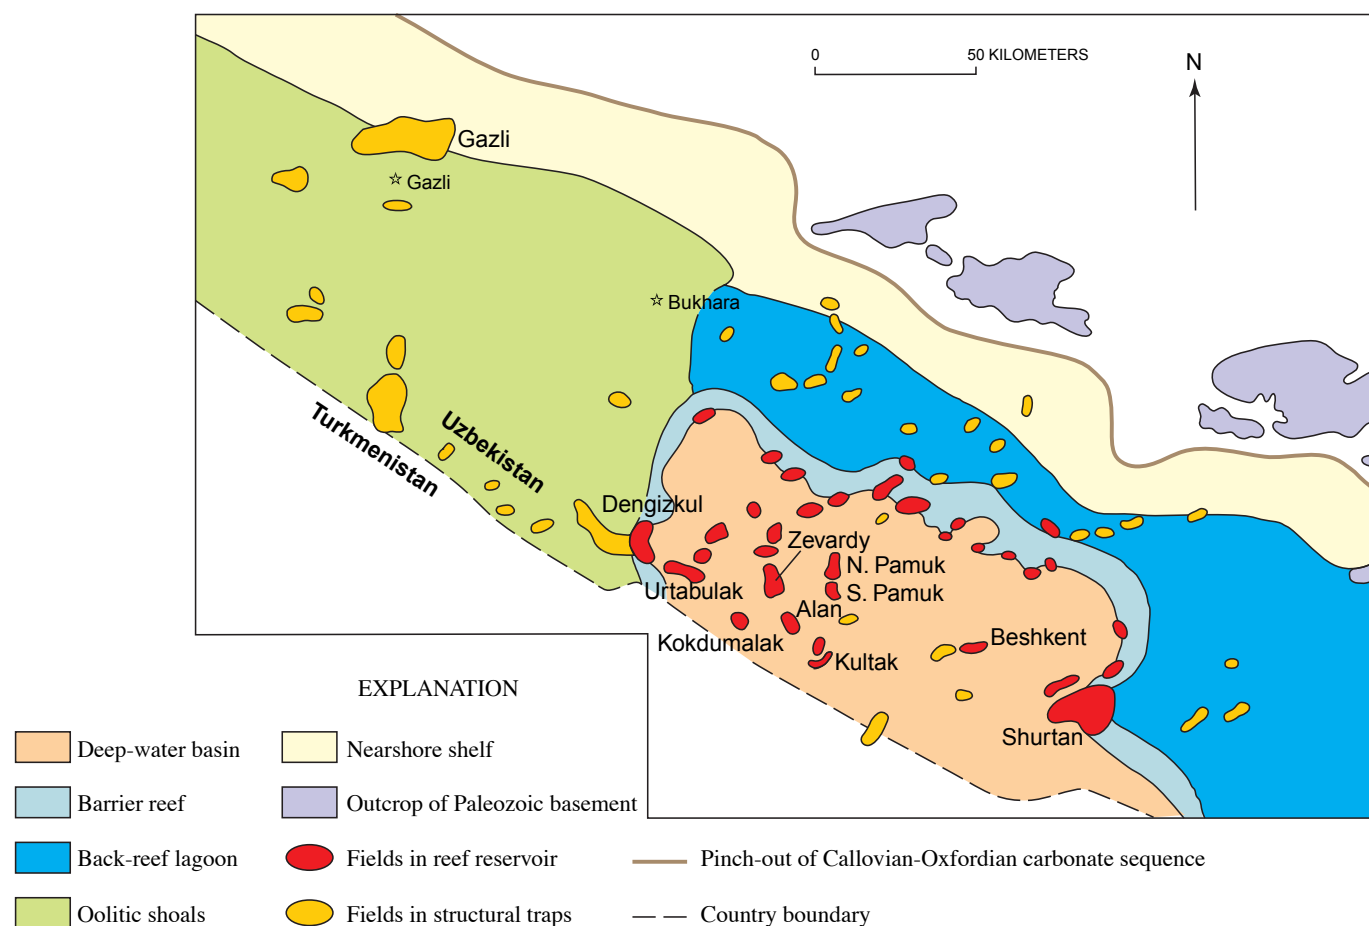 0
50 KILOMETERS
N
Gazli
Gazli
Bukhara
Turkmenistan
Uzbekistan
Dengizkul
Zevardy
N. Pamuk
S. Pamuk
Urtabulak
Alan
Kokdumalak
Kultak
Beshkent
Shurtan
EXPLANATION
Deep-water basin
Nearshore shelf
Barrier reef
Outcrop of Paleozoic basement
Back-reef lagoon
Fields in reef reservoir
Pinch-out of Callovian-Oxfordian carbonate sequence
Oolitic shoals
Fields in structural traps
Country boundary